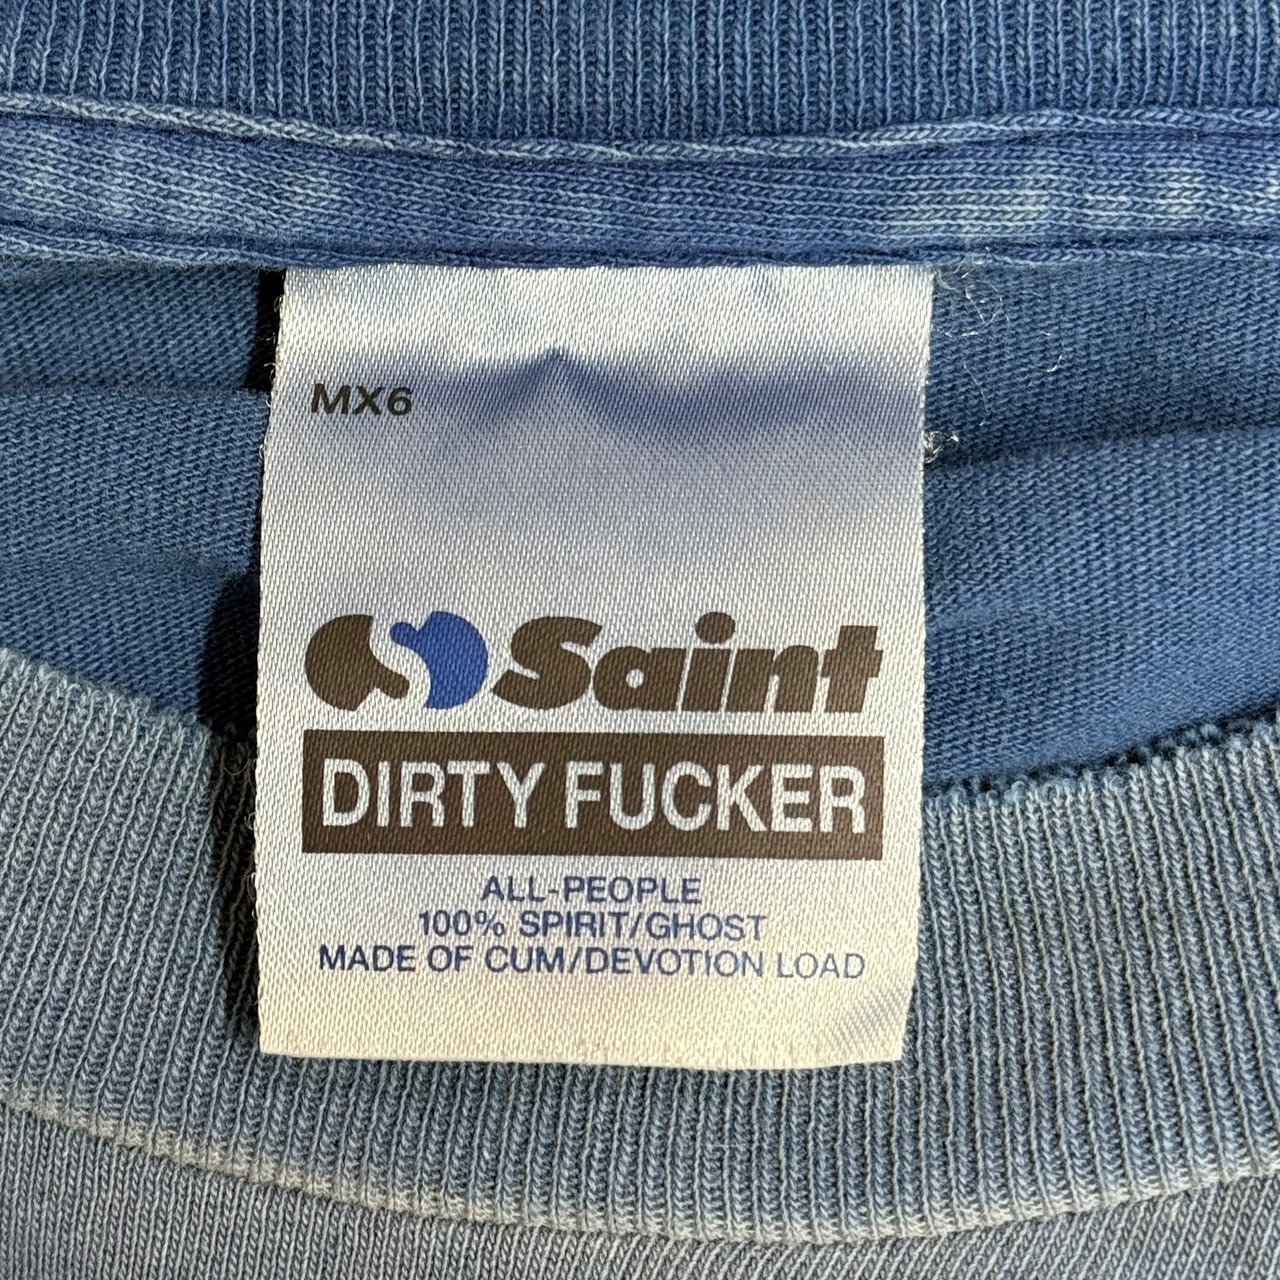 MX6
Saint
DIRTY FUCKER
ALL-PEOPLE
100% SPIRIT/GHOST
MADE OF CUM/DEVOTION LOAD